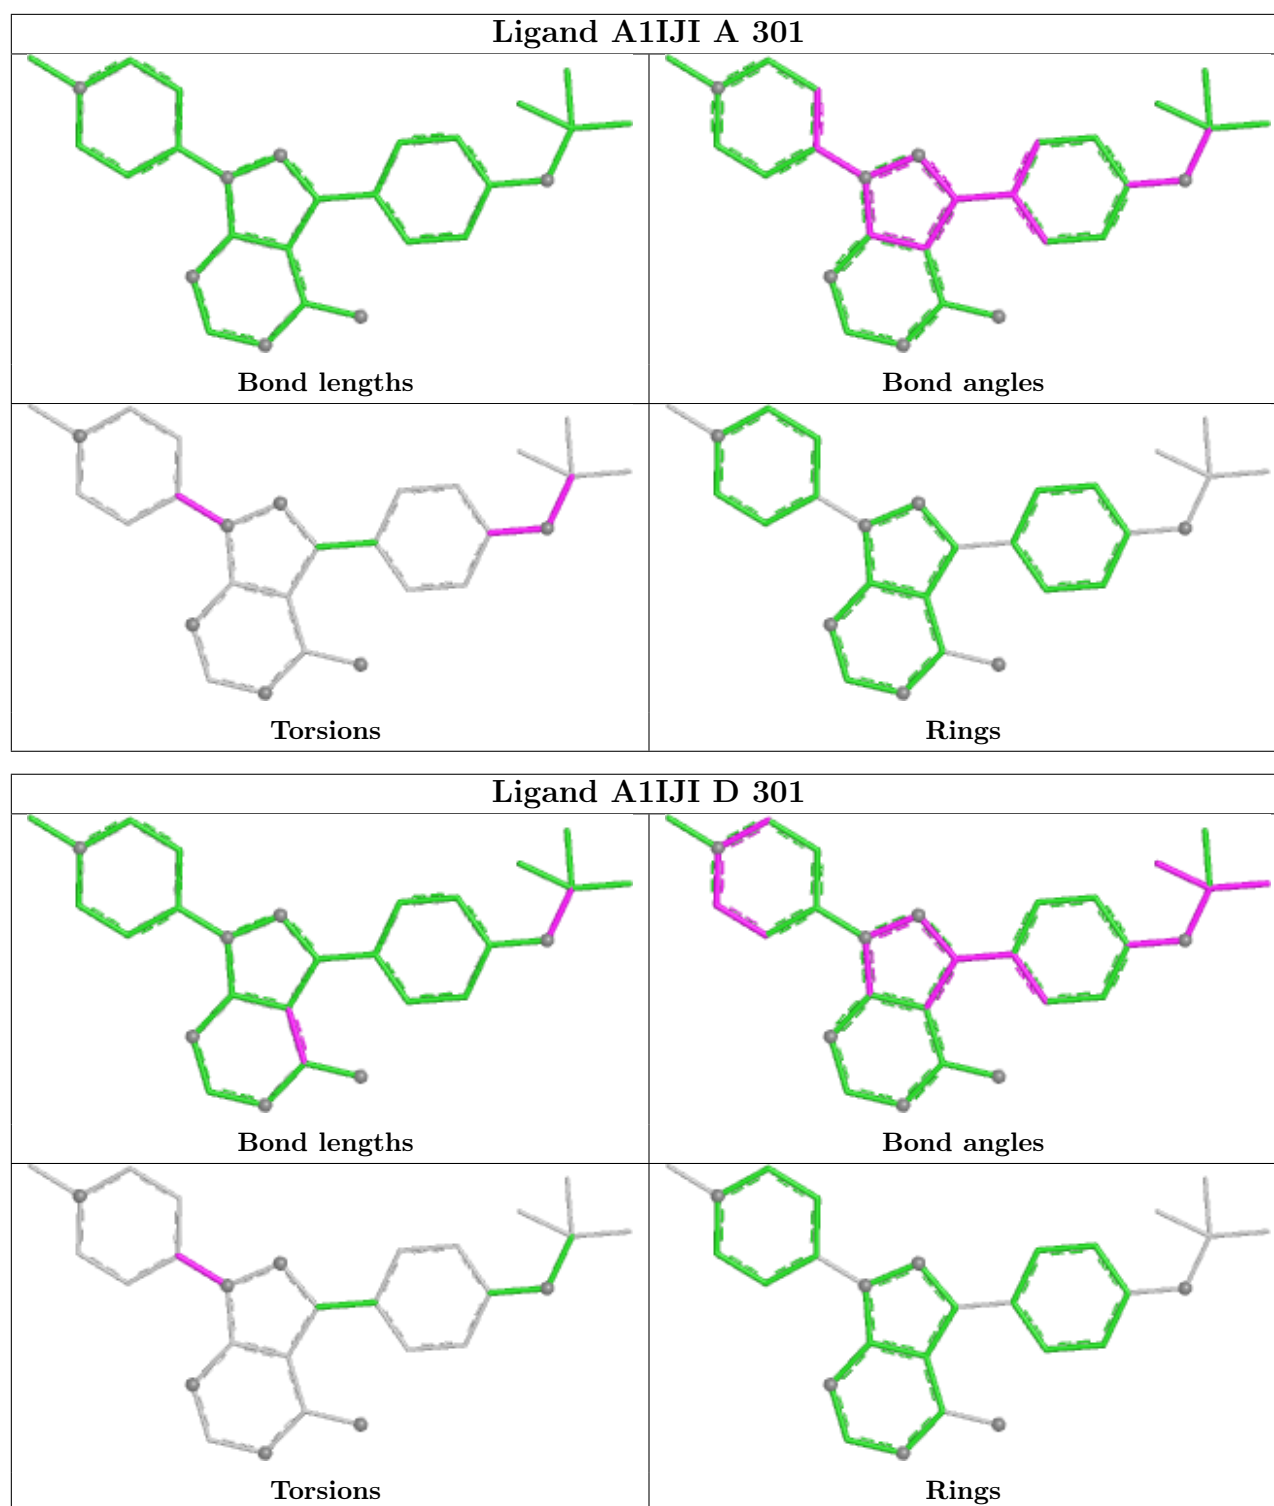 Ligand A1IJI A 301
Bond lengths
Bond angles
Torsions
Rings
Ligand A1IJI D 301
Bond lengths
Bond angles
Torsions
Rings